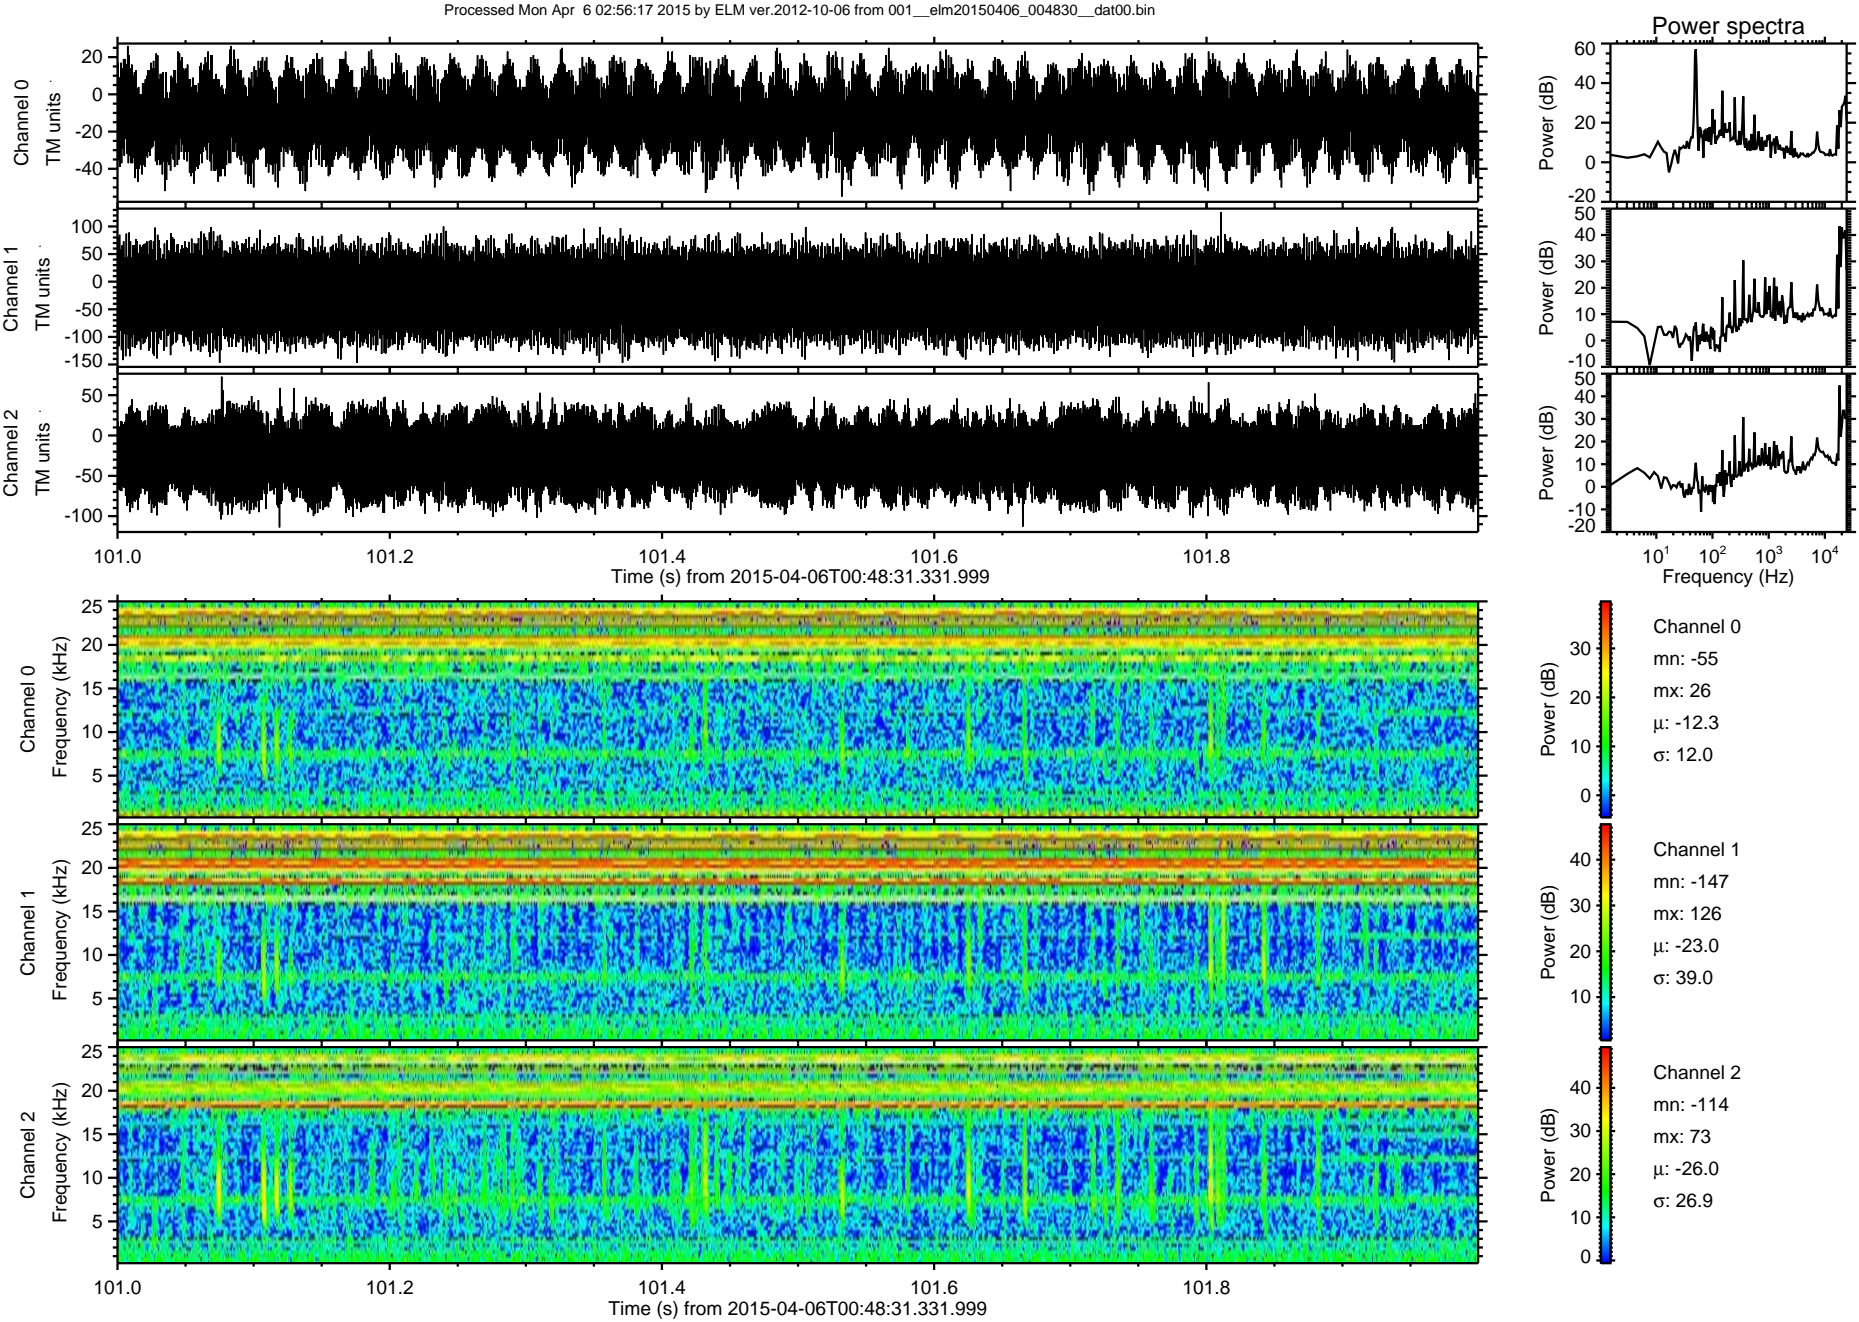 Processed Mon Apr  6 02:56:17 2015 by ELM ver.2012-10-06 from 001__elm20150406_004830__dat00.bin
Power spectra
Channel 0
TM units
20
0
-20
-40
Power (dB)
60
40
20
0
-20
Channel 1
TM units
100
50
0
-50
-100
-150
Power (dB)
50
40
30
20
10
0
-10
Channel 2
TM units
50
0
-50
-100
Power (dB)
50
40
30
20
10
0
-10
-20
101.0 101.2 101.4 101.6 101.8
Time (s) from 2015-04-06T00:48:31.331.999
10¹ 10² 10³ 10⁴
Frequency (Hz)
Channel 0
Frequency (kHz)
25
20
15
10
5
Power (dB)
30
20
10
0
Channel 0
mn: -55
mx: 26
μ: -12.3
σ: 12.0
Channel 1
Frequency (kHz)
25
20
15
10
5
Power (dB)
40
30
20
10
Channel 1
mn: -147
mx: 126
μ: -23.0
σ: 39.0
Channel 2
Frequency (kHz)
25
20
15
10
5
Power (dB)
40
30
20
10
0
Channel 2
mn: -114
mx: 73
μ: -26.0
σ: 26.9
101.0 101.2 101.4 101.6 101.8
Time (s) from 2015-04-06T00:48:31.331.999